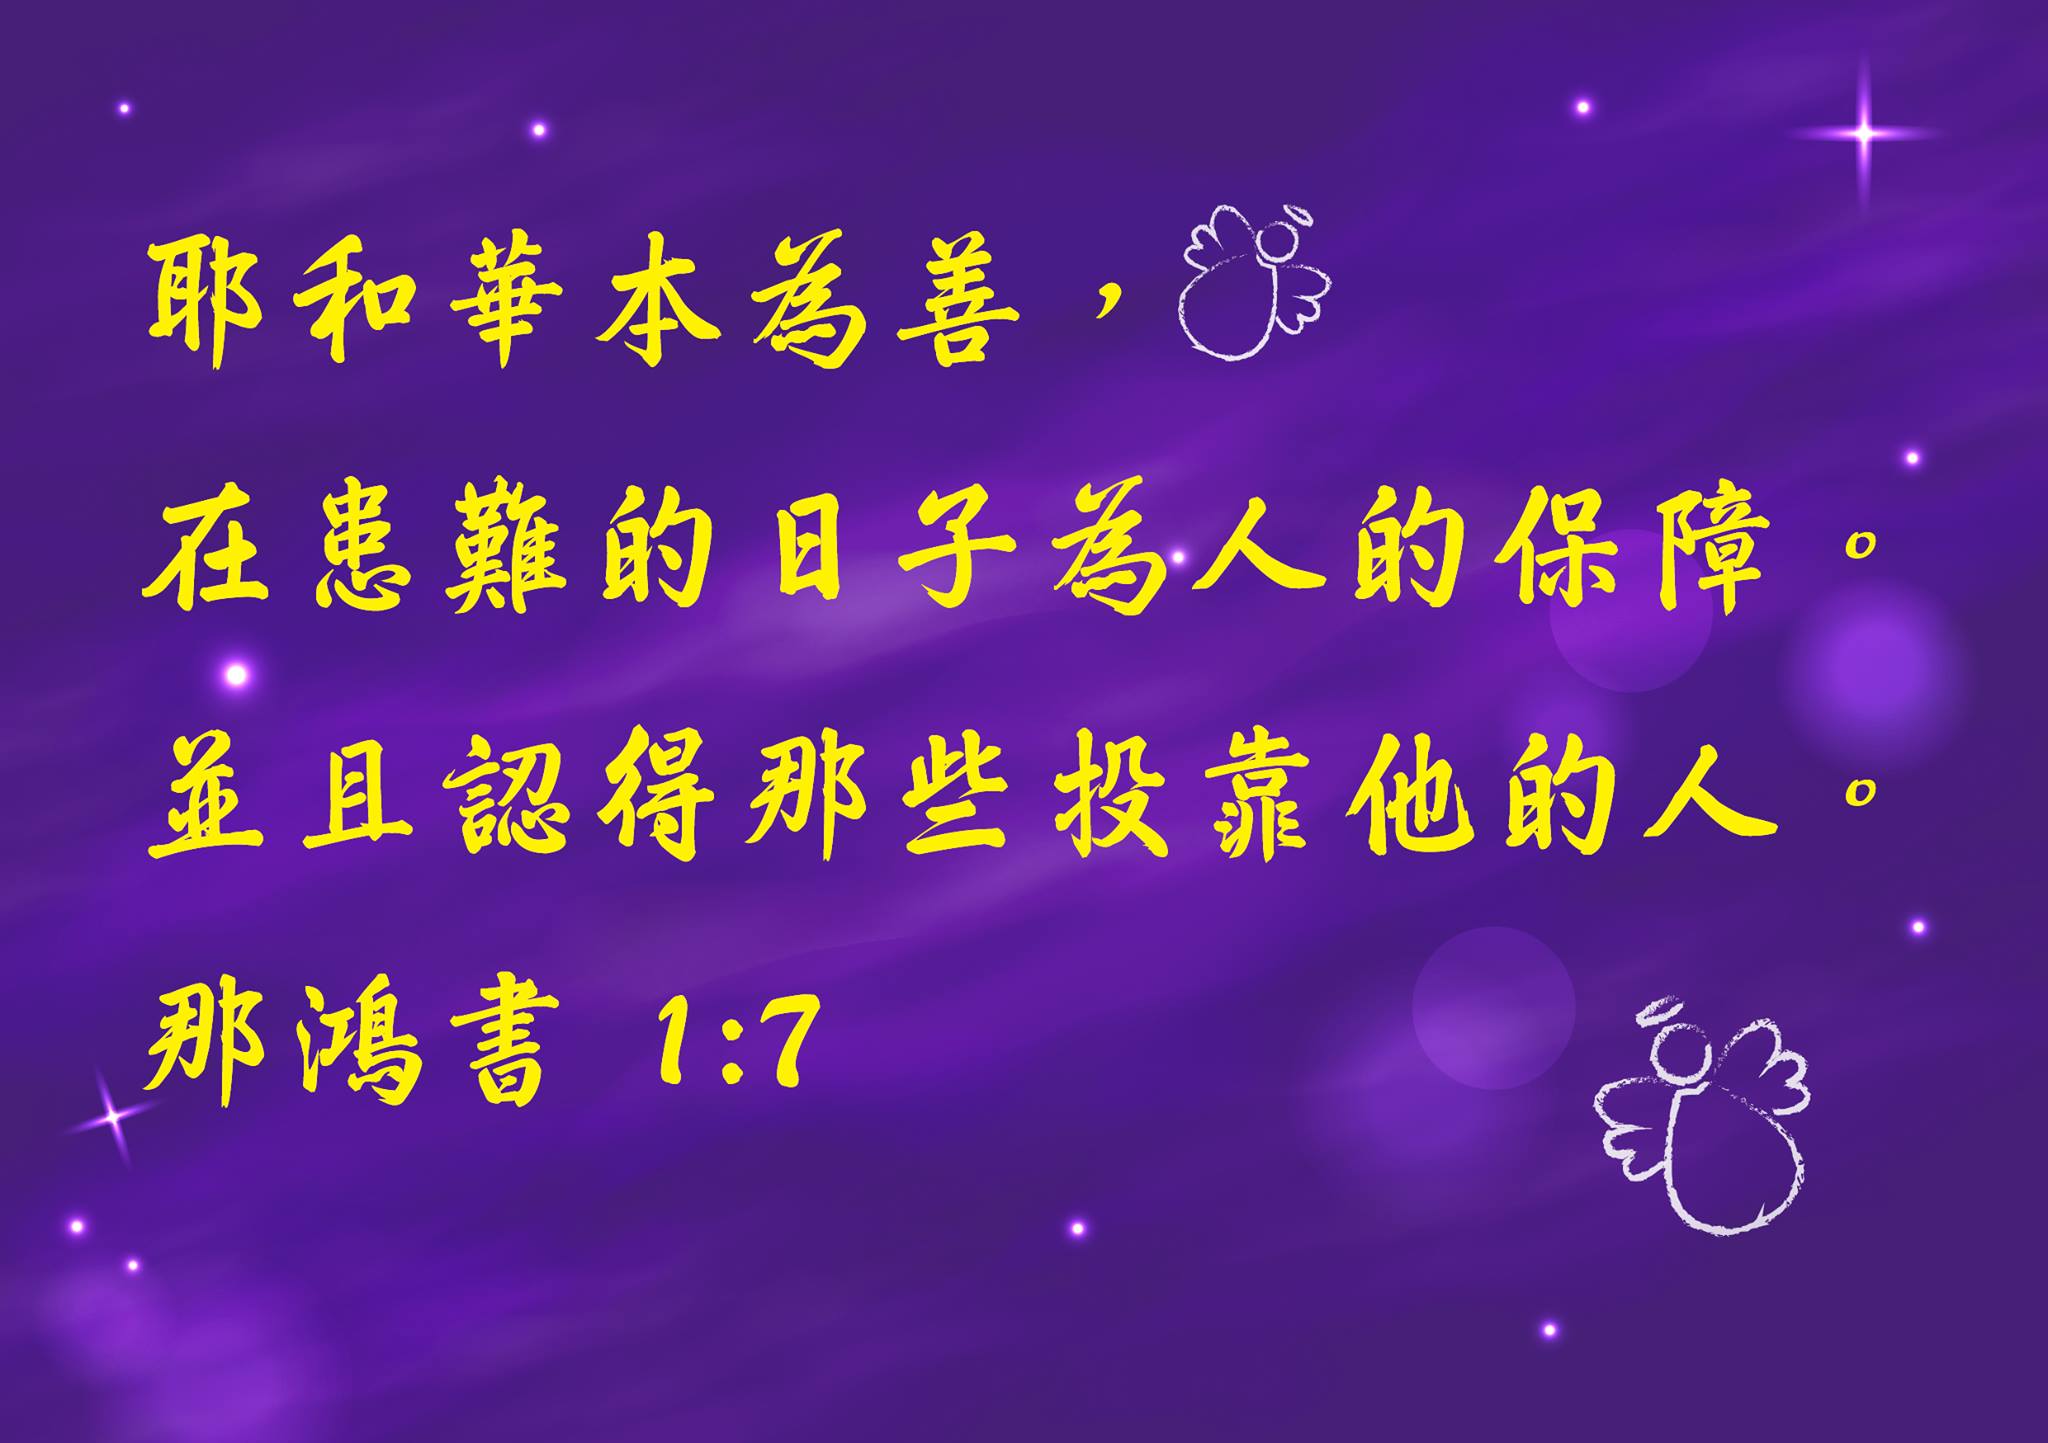 耶和華本為善，
在患難的日子為人的保障。
並且認得那些投靠他的人。
那鴻書 1:7